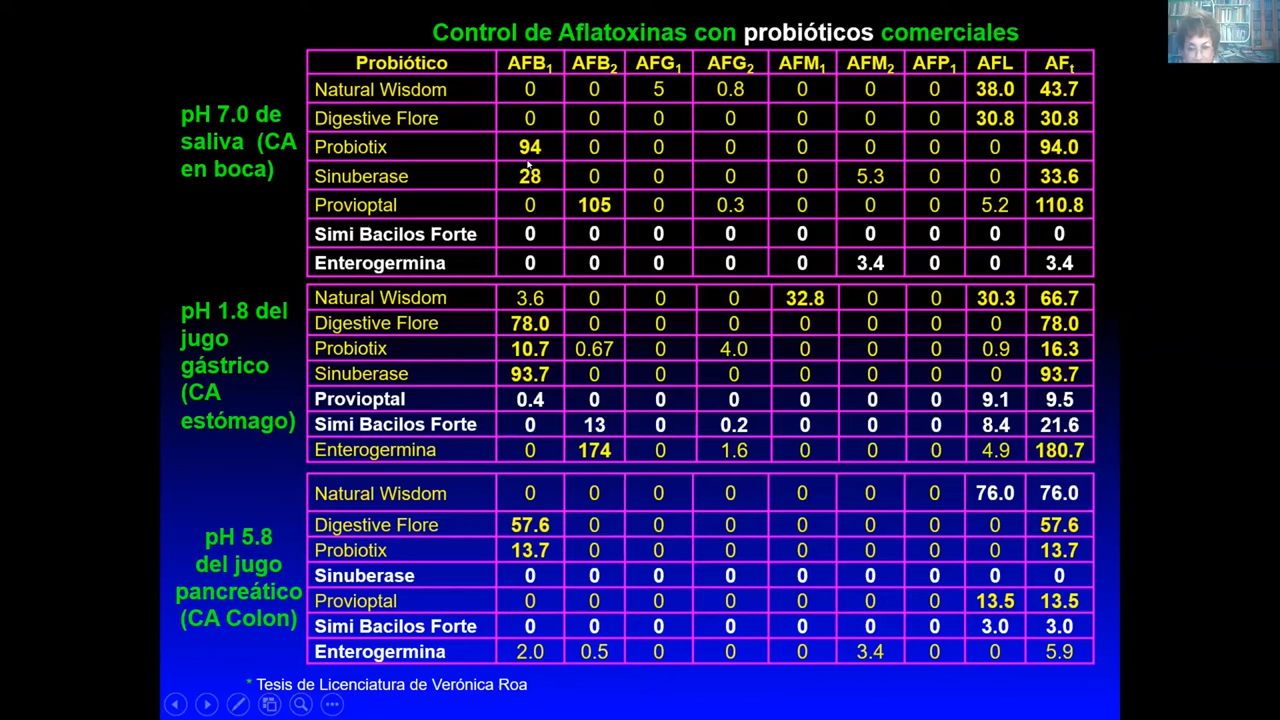 Control de Aflatoxinas con probióticos comerciales
Probiótico AFB1 AFB2 AFG1 AFG2 AFM1 AFM2 AFP1 AFL AFt
pH 7.0 de
saliva (CA
en boca)
Natural Wisdom 0 0 5 0.8 0 0 0 38.0 43.7
Digestive Flore 0 0 0 0 0 0 0 30.8 30.8
Probiotix 94 0 0 0 0 0 0 0 94.0
Sinuberase 28 0 0 0 0 5.3 0 0 33.6
Provioptal 0 105 0 0.3 0 0 0 5.2 110.8
Simi Bacilos Forte 0 0 0 0 0 0 0 0 0
Enterogermina 0 0 0 0 0 3.4 0 0 3.4
pH 1.8 del
jugo
gástrico
(CA
estómago)
Natural Wisdom 3.6 0 0 0 32.8 0 0 30.3 66.7
Digestive Flore 78.0 0 0 0 0 0 0 0 78.0
Probiotix 10.7 0.67 0 4.0 0 0 0 0.9 16.3
Sinuberase 93.7 0 0 0 0 0 0 0 93.7
Provioptal 0.4 0 0 0 0 0 0 9.1 9.5
Simi Bacilos Forte 0 13 0 0.2 0 0 0 8.4 21.6
Enterogermina 0 174 0 1.6 0 0 0 4.9 180.7
pH 5.8
del jugo
pancreático
(CA Colon)
Natural Wisdom 0 0 0 0 0 0 0 76.0 76.0
Digestive Flore 57.6 0 0 0 0 0 0 0 57.6
Probiotix 13.7 0 0 0 0 0 0 0 13.7
Sinuberase 0 0 0 0 0 0 0 0 0
Provioptal 0 0 0 0 0 0 0 13.5 13.5
Simi Bacilos Forte 0 0 0 0 0 0 0 3.0 3.0
Enterogermina 2.0 0.5 0 0 0 3.4 0 0 5.9
* Tesis de Licenciatura de Verónica Roa